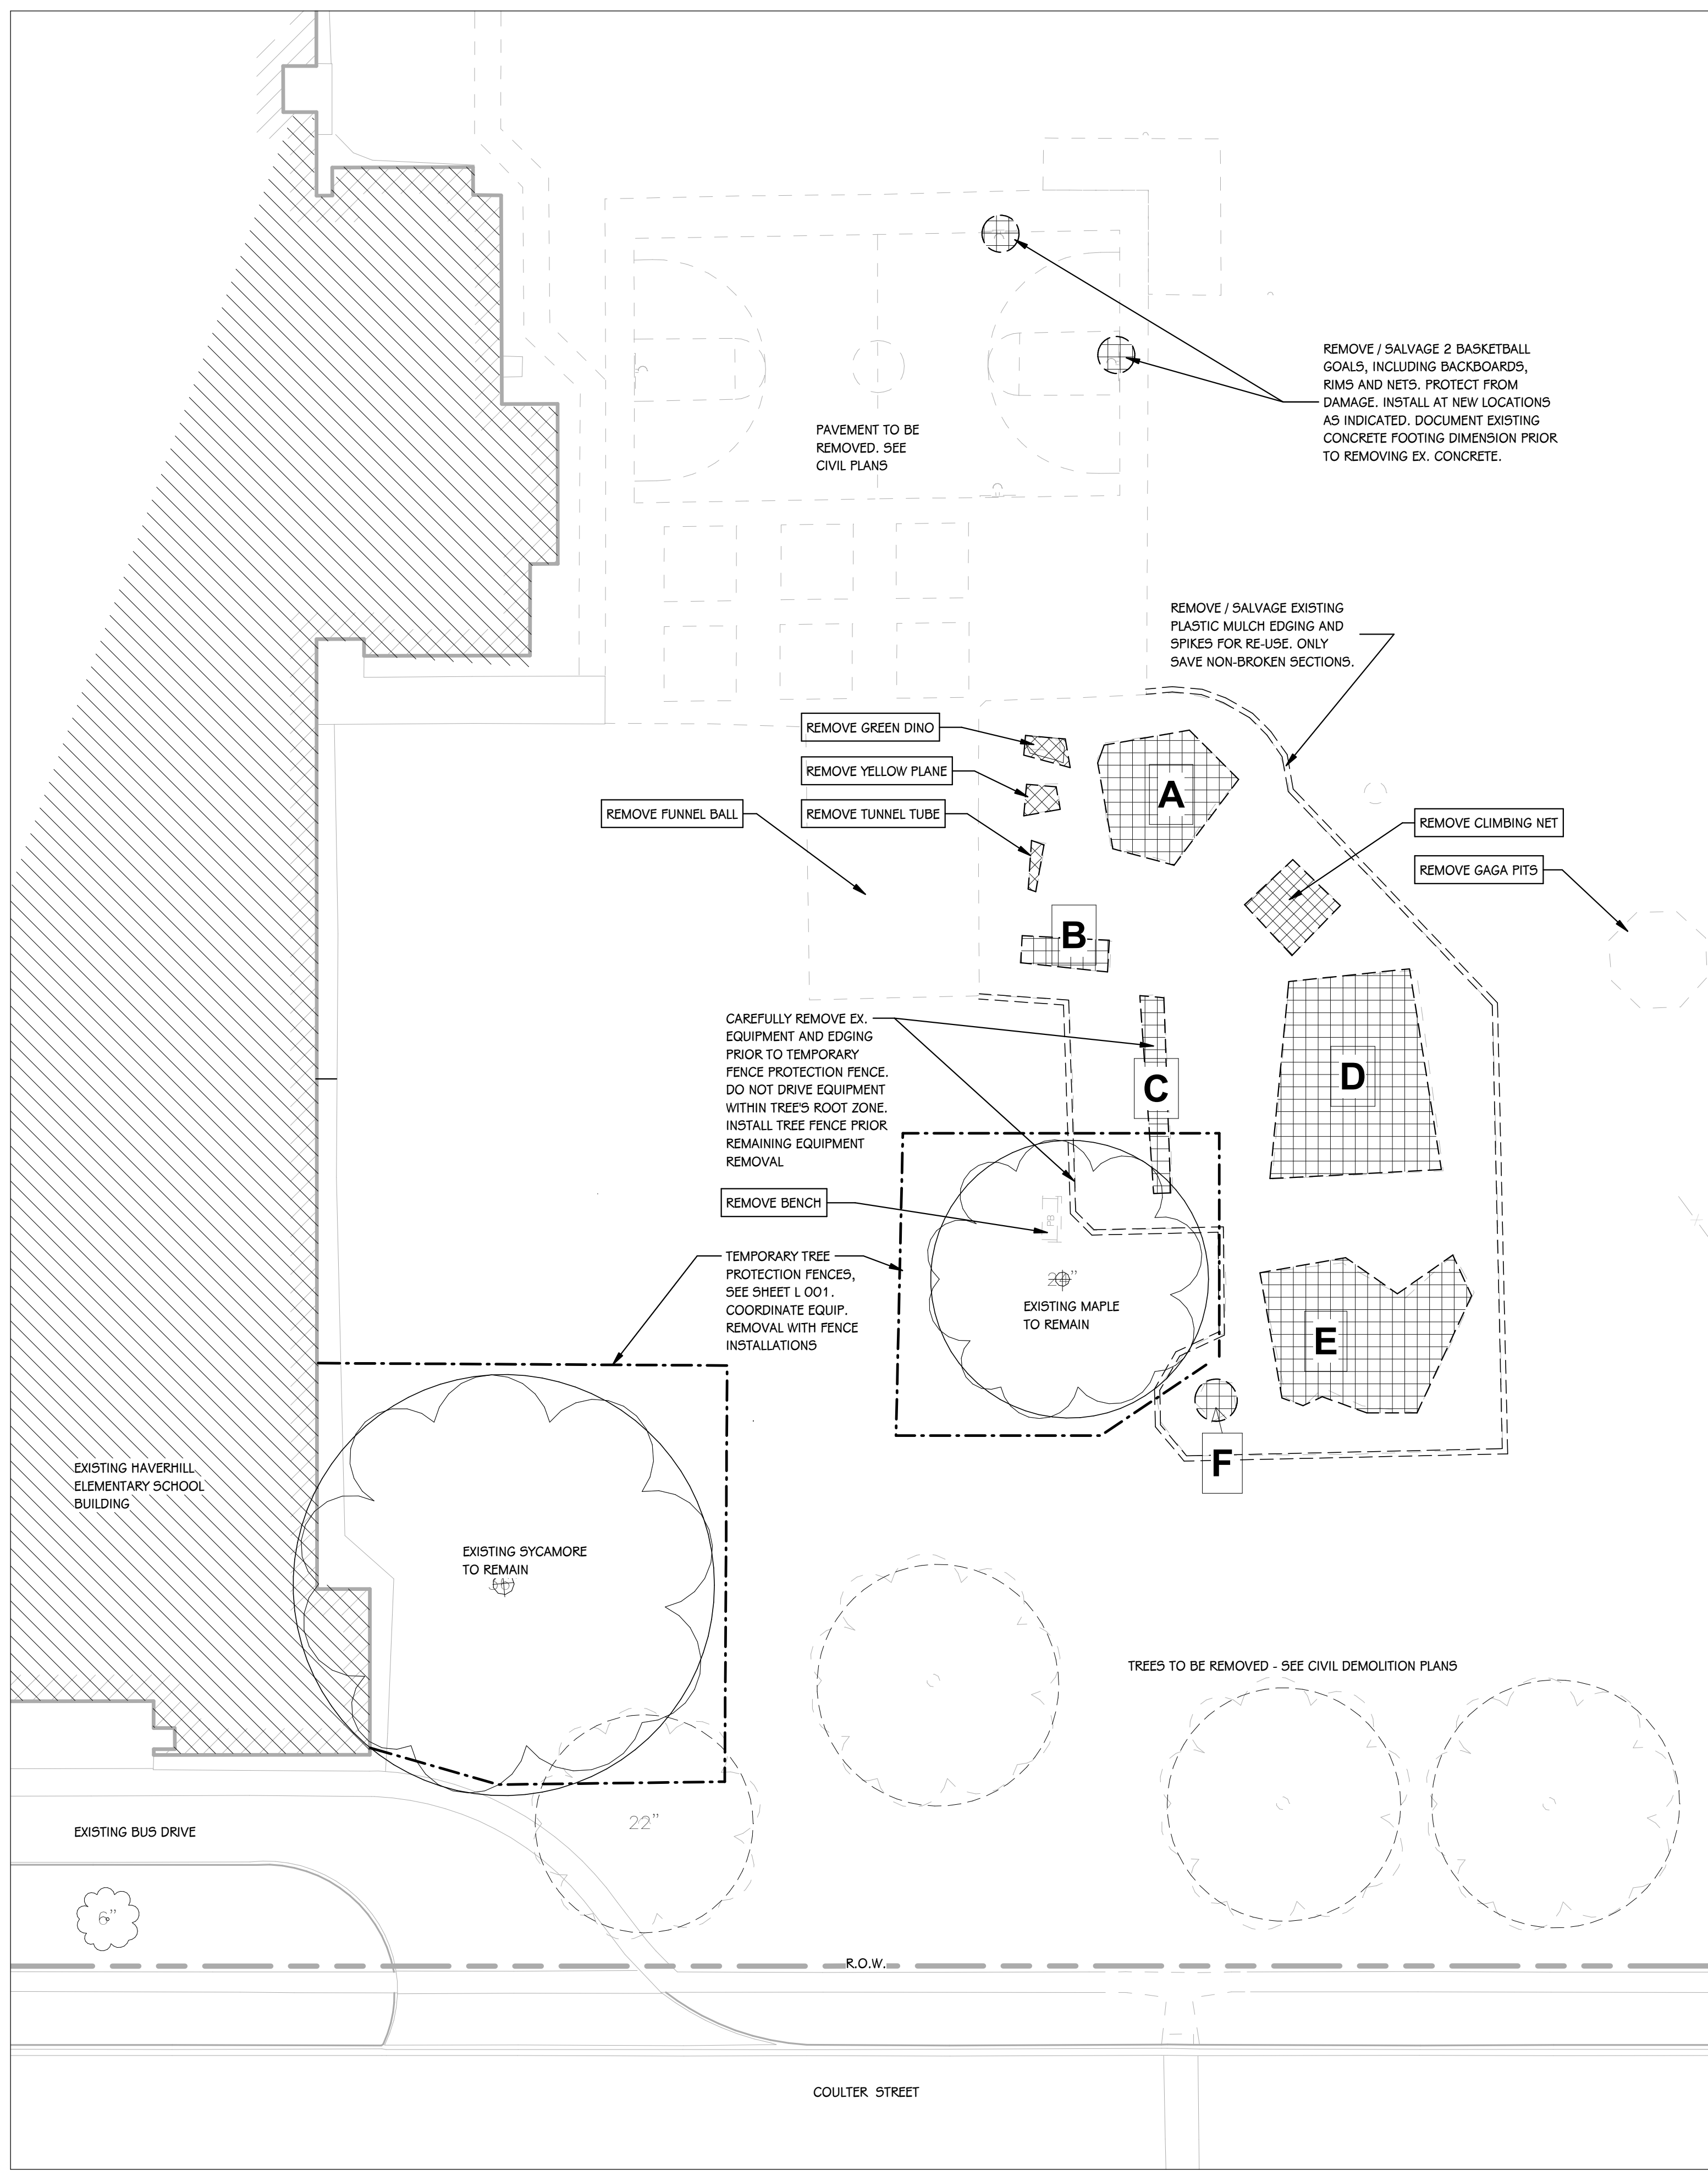 REMOVE / SALVAGE 2 BASKETBALL
GOALS, INCLUDING BACKBOARDS,
RIMS AND NETS. PROTECT FROM
DAMAGE. INSTALL AT NEW LOCATIONS
AS INDICATED. DOCUMENT EXISTING
CONCRETE FOOTING DIMENSION PRIOR
TO REMOVING EX. CONCRETE.
PAVEMENT TO BE
REMOVED. SEE
CIVIL PLANS
REMOVE / SALVAGE EXISTING
PLASTIC MULCH EDGING AND
SPIKES FOR RE-USE. ONLY
SAVE NON-BROKEN SECTIONS.
REMOVE GREEN DINO
REMOVE YELLOW PLANE
REMOVE FUNNEL BALL
REMOVE TUNNEL TUBE
A
REMOVE CLIMBING NET
REMOVE GAGA PITS
B
CAREFULLY REMOVE EX.
EQUIPMENT AND EDGING
PRIOR TO TEMPORARY
FENCE PROTECTION FENCE.
DO NOT DRIVE EQUIPMENT
WITHIN TREE'S ROOT ZONE.
INSTALL TREE FENCE PRIOR
REMAINING EQUIPMENT
REMOVAL
C
D
REMOVE BENCH
PB
TEMPORARY TREE
PROTECTION FENCES,
SEE SHEET L 001.
COORDINATE EQUIP.
REMOVAL WITH FENCE
INSTALLATIONS
EXISTING MAPLE
TO REMAIN
E
F
EXISTING HAVERHILL
ELEMENTARY SCHOOL
BUILDING
EXISTING SYCAMORE
TO REMAIN
TREES TO BE REMOVED - SEE CIVIL DEMOLITION PLANS
22"
EXISTING BUS DRIVE
6"
R.O.W.
COULTER STREET